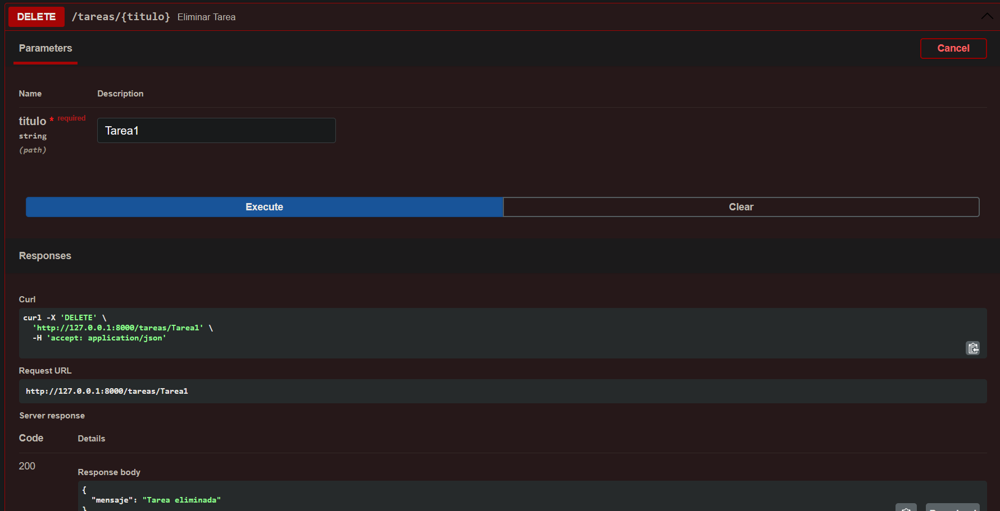 DELETE /tareas/{titulo} Eliminar Tarea
Parameters
Cancel
Name Description
titulo * required
string
(path)
Tarea1
Execute Clear
Responses
Curl
curl -X 'DELETE' \
  'http://127.0.0.1:8000/tareas/Tarea1' \
  -H 'accept: application/json'
Request URL
http://127.0.0.1:8000/tareas/Tarea1
Server response
Code Details
200
Response body
{
  "mensaje": "Tarea eliminada"
}